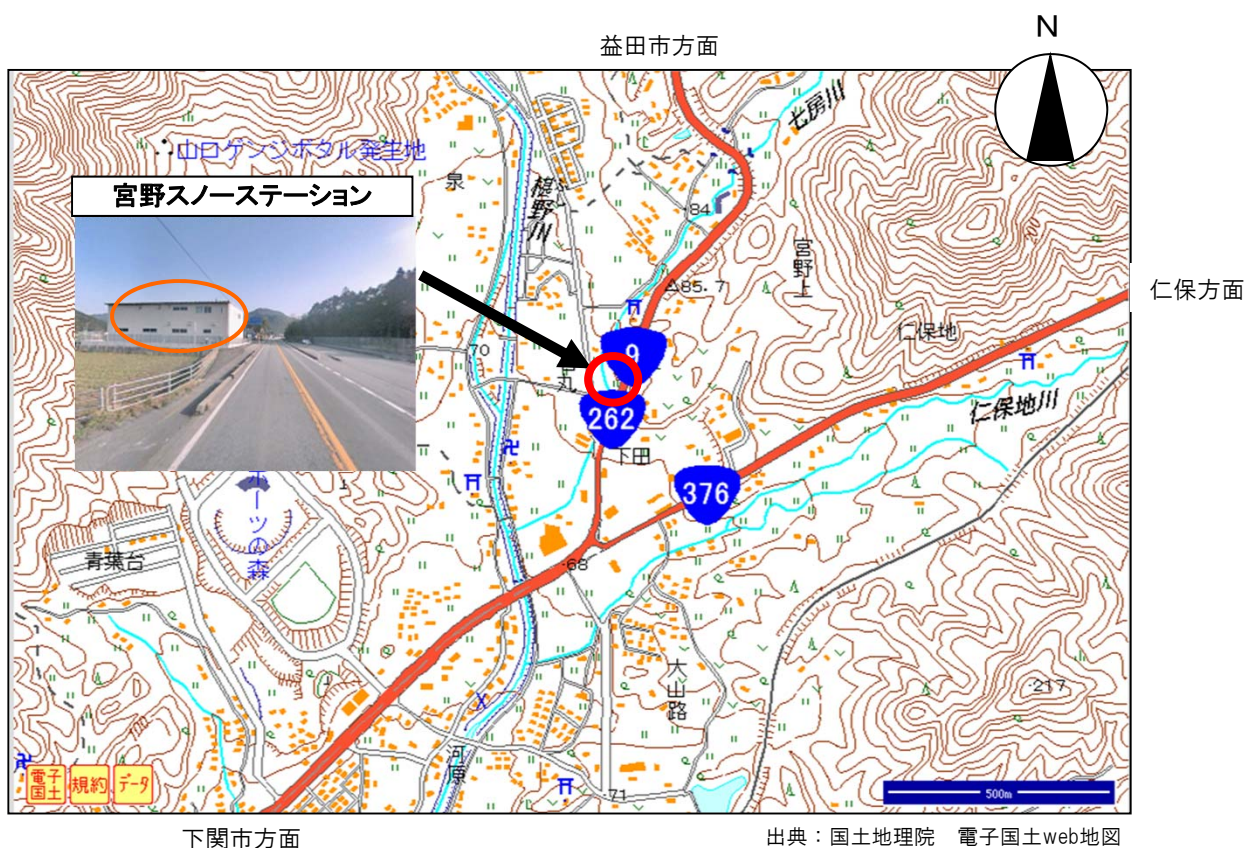 N
益田市方面
七房川
山口ゲンジボタル発生地
宮野スノーステーション
泉
椹野川
84
宮野上
85.7
仁保方面
仁保地
70
9
262
仁保地川
下田
376
ポーツの森
青葉台
68
大山路
217
河原
71
電子国土
規約
データ
500m
下関市方面
出典：国土地理院 電子国土web地図